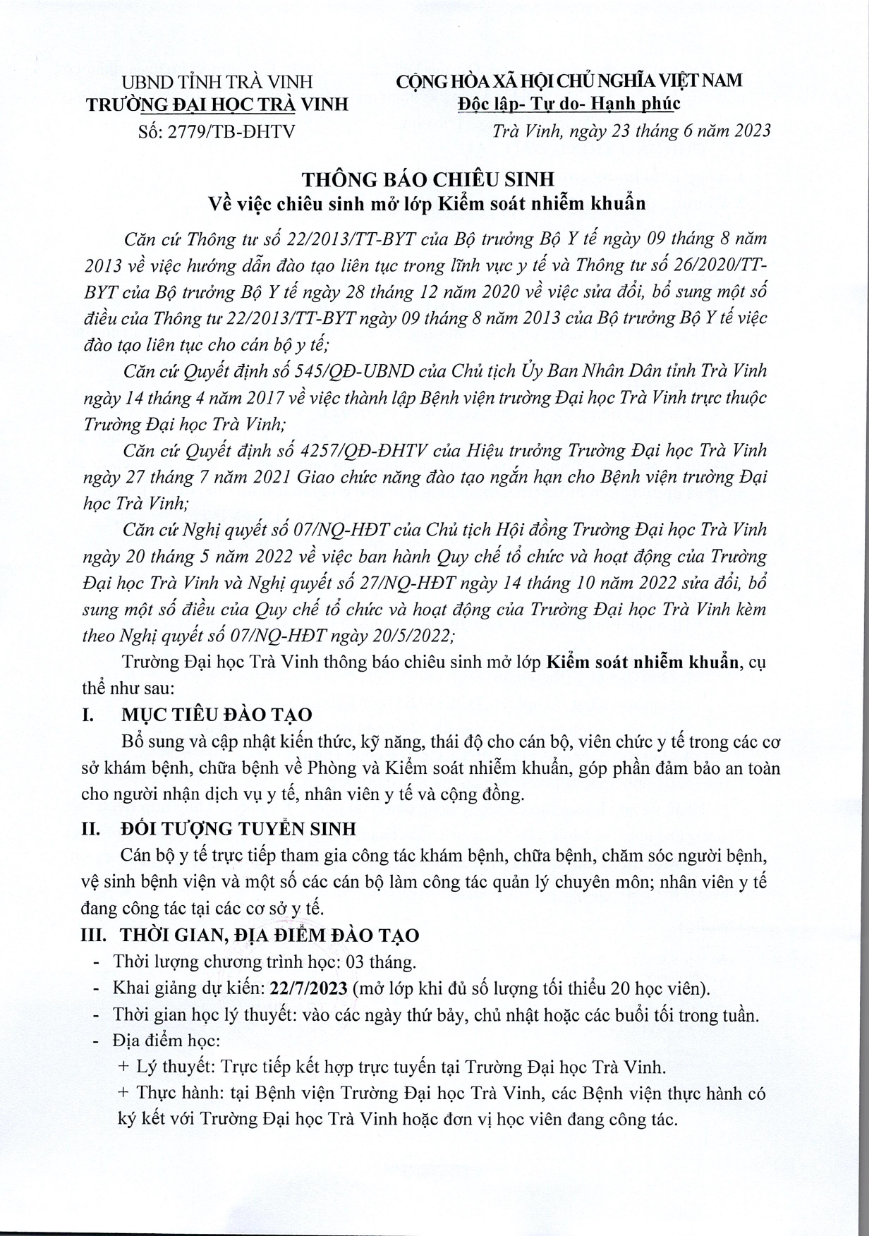 UBND TỈNH TRÀ VINH
TRƯỜNG ĐẠI HỌC TRÀ VINH
Số: 2779/TB-ĐHTV
CỘNG HÒA XÃ HỘI CHỦ NGHĨA VIỆT NAM
Độc lập- Tự do- Hạnh phúc
Trà Vinh, ngày 23 tháng 6 năm 2023
THÔNG BÁO CHIÊU SINH
Về việc chiêu sinh mở lớp Kiểm soát nhiễm khuẩn
Căn cứ Thông tư số 22/2013/TT-BYT của Bộ trưởng Bộ Y tế ngày 09 tháng 8 năm
2013 về việc hướng dẫn đào tạo liên tục trong lĩnh vực y tế và Thông tư số 26/2020/TT-
BYT của Bộ trưởng Bộ Y tế ngày 28 tháng 12 năm 2020 về việc sửa đổi, bổ sung một số
điều của Thông tư 22/2013/TT-BYT ngày 09 tháng 8 năm 2013 của Bộ trưởng Bộ Y tế việc
đào tạo liên tục cho cán bộ y tế;
Căn cứ Quyết định số 545/QĐ-UBND của Chủ tịch Ủy Ban Nhân Dân tỉnh Trà Vinh
ngày 14 tháng 4 năm 2017 về việc thành lập Bệnh viện trường Đại học Trà Vinh trực thuộc
Trường Đại học Trà Vinh;
Căn cứ Quyết định số 4257/QĐ-ĐHTV của Hiệu trưởng Trường Đại học Trà Vinh
ngày 27 tháng 7 năm 2021 Giao chức năng đào tạo ngắn hạn cho Bệnh viện trường Đại
học Trà Vinh;
Căn cứ Nghị quyết số 07/NQ-HĐT của Chủ tịch Hội đồng Trường Đại học Trà Vinh
ngày 20 tháng 5 năm 2022 về việc ban hành Quy chế tổ chức và hoạt động của Trường
Đại học Trà Vinh và Nghị quyết số 27/NQ-HĐT ngày 14 tháng 10 năm 2022 sửa đổi, bổ
sung một số điều của Quy chế tổ chức và hoạt động của Trường Đại học Trà Vinh kèm
theo Nghị quyết số 07/NQ-HĐT ngày 20/5/2022;
Trường Đại học Trà Vinh thông báo chiêu sinh mở lớp Kiểm soát nhiễm khuẩn, cụ
thể như sau:
I. MỤC TIÊU ĐÀO TẠO
Bổ sung và cập nhật kiến thức, kỹ năng, thái độ cho cán bộ, viên chức y tế trong các cơ
sở khám bệnh, chữa bệnh về Phòng và Kiểm soát nhiễm khuẩn, góp phần đảm bảo an toàn
cho người nhận dịch vụ y tế, nhân viên y tế và cộng đồng.
II. ĐỐI TƯỢNG TUYỂN SINH
Cán bộ y tế trực tiếp tham gia công tác khám bệnh, chữa bệnh, chăm sóc người bệnh,
vệ sinh bệnh viện và một số các cán bộ làm công tác quản lý chuyên môn; nhân viên y tế
đang công tác tại các cơ sở y tế.
III. THỜI GIAN, ĐỊA ĐIỂM ĐÀO TẠO
- Thời lượng chương trình học: 03 tháng.
- Khai giảng dự kiến: 22/7/2023 (mở lớp khi đủ số lượng tối thiểu 20 học viên).
- Thời gian học lý thuyết: vào các ngày thứ bảy, chủ nhật hoặc các buổi tối trong tuần.
- Địa điểm học:
+ Lý thuyết: Trực tiếp kết hợp trực tuyến tại Trường Đại học Trà Vinh.
+ Thực hành: tại Bệnh viện Trường Đại học Trà Vinh, các Bệnh viện thực hành có
ký kết với Trường Đại học Trà Vinh hoặc đơn vị học viên đang công tác.